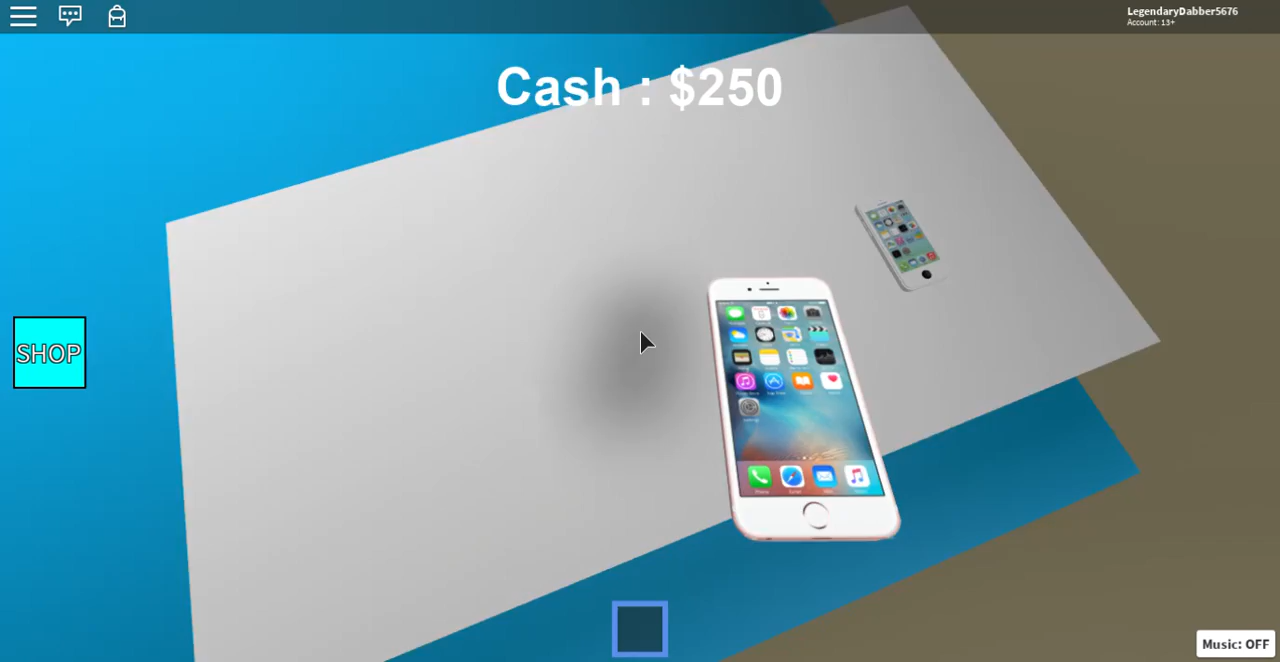 LegendaryDabber5676
Account: 13+
Cash : $250
SHOP
Music: OFF